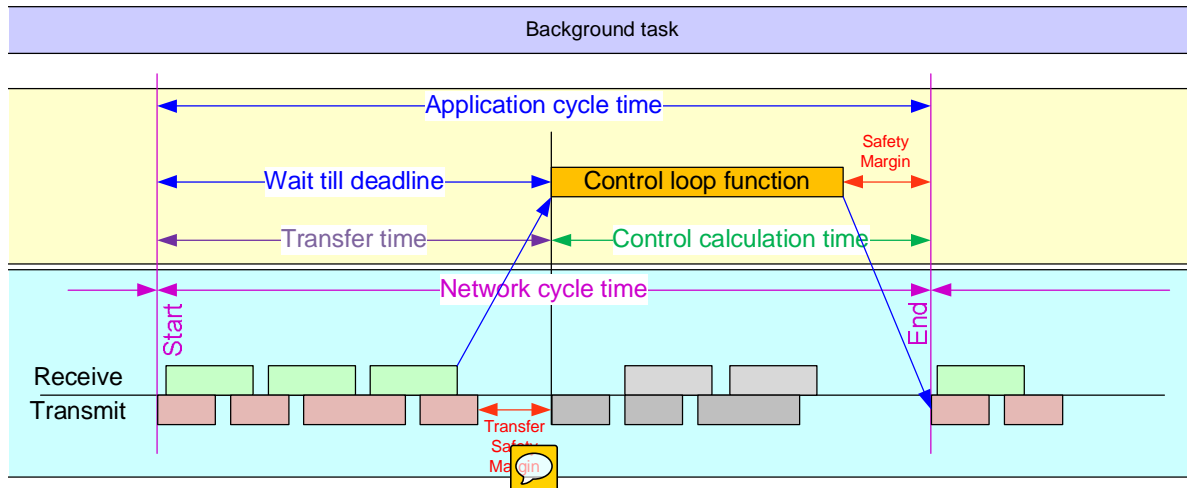 Background task
Application cycle time
Safety
Margin
Wait till deadline
Control loop function
Transfer time
Control calculation time
Network cycle time
Start
End
Receive
Transmit
Transfer
Safety
Margin